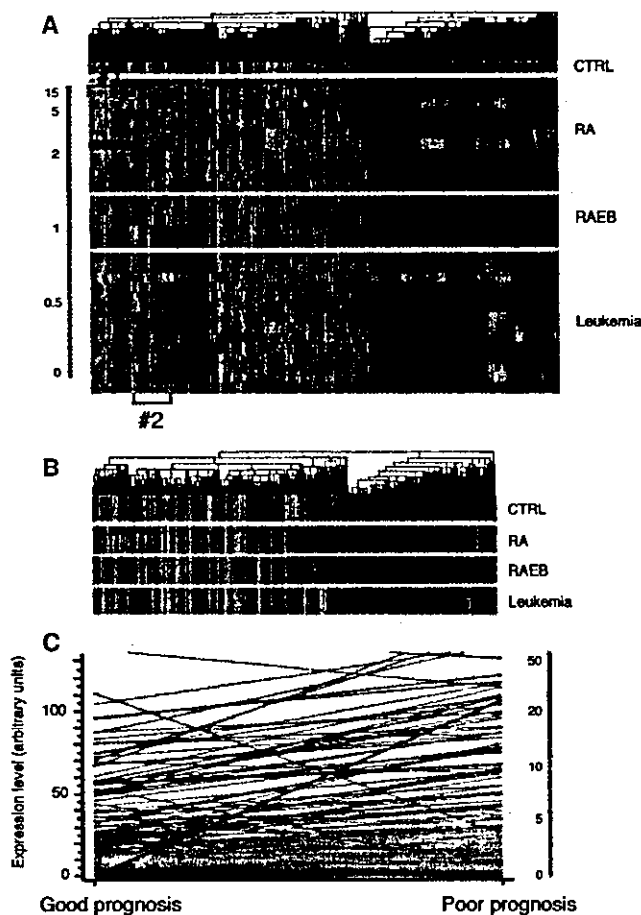 A
CTRL
15
5
RA
2
RAEB
1
0.5
Leukemia
0
#2
B
CTRL
RA
RAEB
Leukemia
C
Expression level (arbitrary units)
100
50
0
50
20
10
5
0
Good prognosis
Poor prognosis